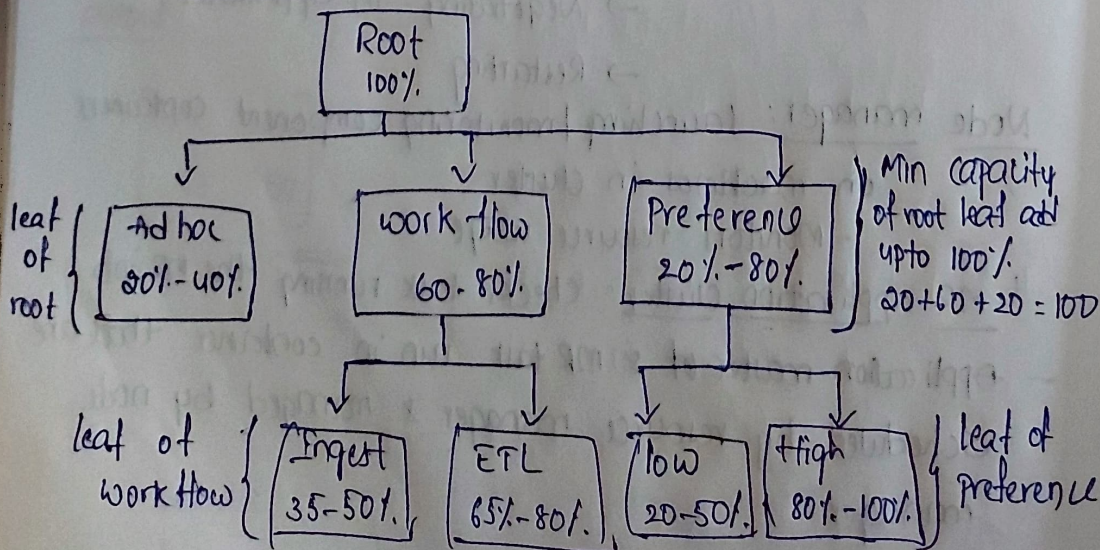 Root
100%
leaf
of
root
Ad hoc
20%-40%
work flow
60-80%
Preference
20%-80%
Min capacity
of root leaf add
upto 100%
20+60+20=100
leaf of
workflow
Ingest
35-50%
ETL
65%-80%
low
20-50%
High
80%-100%
leaf of
preference